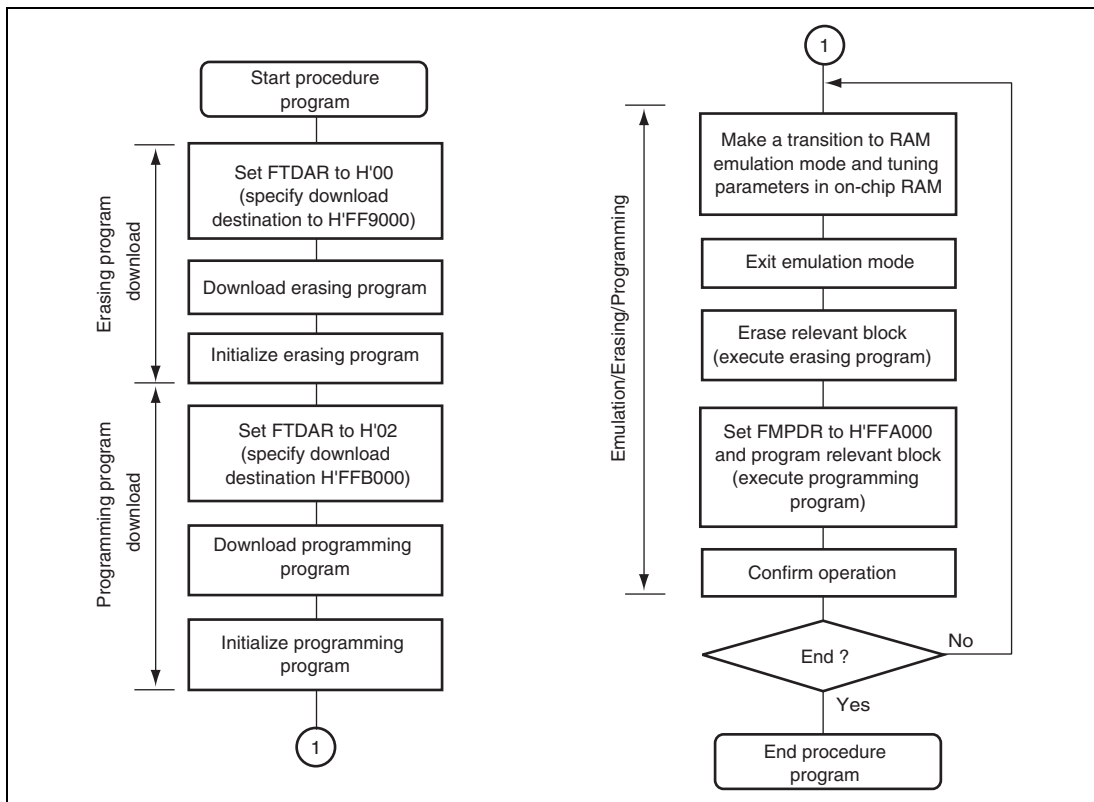 Start procedure
program
Erasing program
download
Set FTDAR to H'00
(specify download
destination to H'FF9000)
Download erasing program
Initialize erasing program
Programming program
download
Set FTDAR to H'02
(specify download
destination H'FFB000)
Download programming
program
Initialize programming
program
1
1
Emulation/Erasing/Programming
Make a transition to RAM
emulation mode and tuning
parameters in on-chip RAM
Exit emulation mode
Erase relevant block
(execute erasing program)
Set FMPDR to H'FFA000
and program relevant block
(execute programming
program)
Confirm operation
End ?
No
Yes
End procedure
program